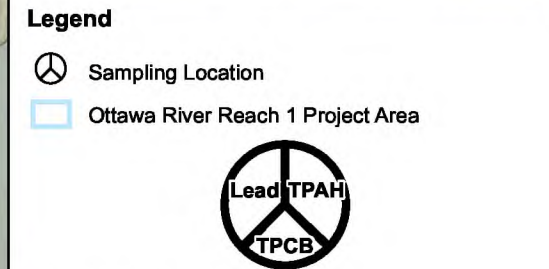 Legend
Sampling Location
Ottawa River Reach 1 Project Area
Lead TPAH
TPCB